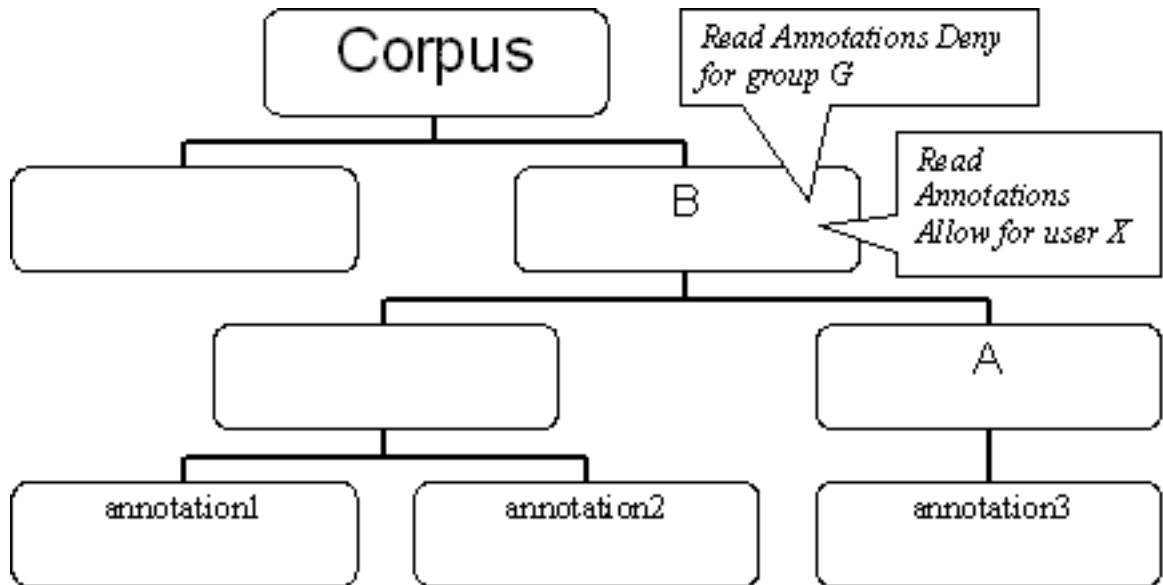 Corpus
Read Annotations Deny
for group G
B
Read
Annotations
Allow for user X
A
annotation1
annotation2
annotation3